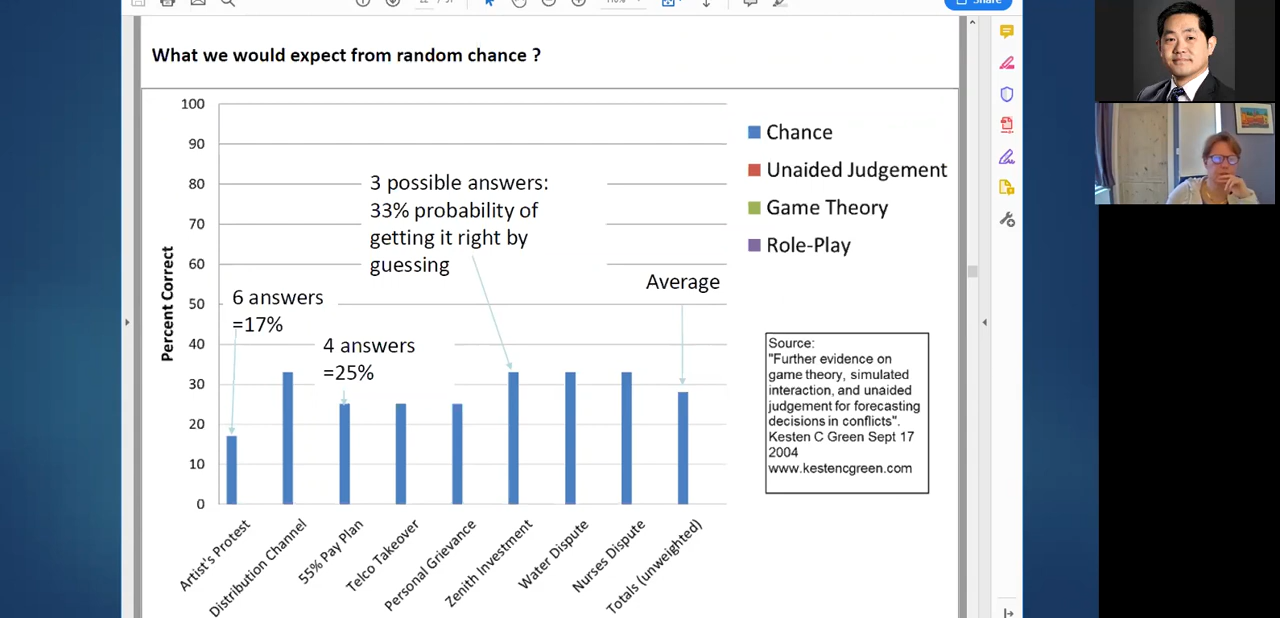 Share
What we would expect from random chance ?
100
90
80
70
60
50
40
30
20
10
0
Percent Correct
6 answers
=17%
4 answers
=25%
3 possible answers:
33% probability of
getting it right by
guessing
Average
Artist's Protest
Distribution Channel
55% Pay Plan
Telco Takeover
Personal Grievance
Zenith Investment
Water Dispute
Nurses Dispute
Totals (unweighted)
Chance
Unaided Judgement
Game Theory
Role-Play
Source:
"Further evidence on
game theory, simulated
interaction, and unaided
judgement for forecasting
decisions in conflicts".
Kesten C Green Sept 17
2004
www.kestencgreen.com